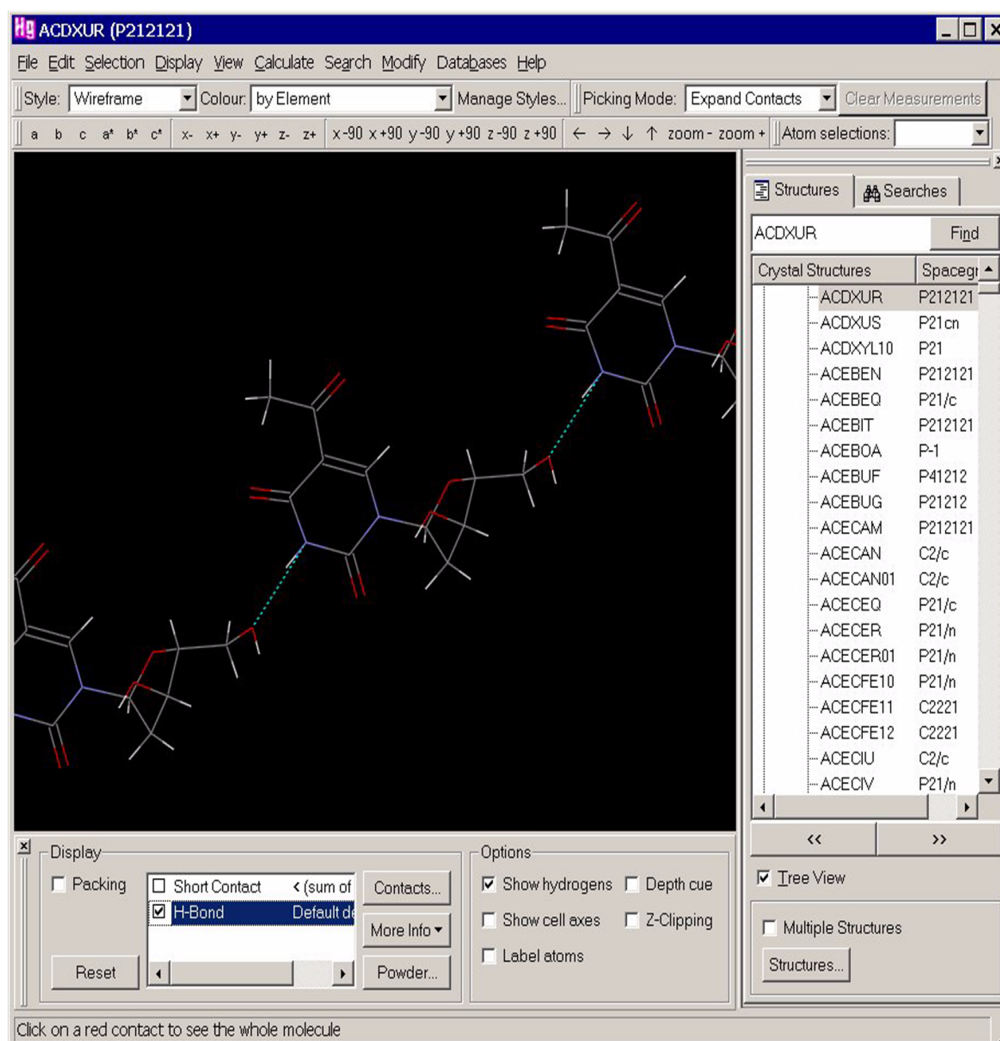 Hg ACDXUR (P212121)
File Edit Selection Display View Calculate Search Modify Databases Help
Style: Wireframe Colour: by Element Manage Styles... Picking Mode: Expand Contacts Clear Measurements
a b c a* b* c* x- x+ y- y+ z- z+ x-90 x+90 y-90 y+90 z-90 z+90 ← → ↓ ↑ zoom- zoom+ Atom selections:
Structures Searches
ACDXUR Find
Crystal Structures Spacegr
ACDXUR P212121
ACDXUS P21cn
ACDXYL10 P21
ACEBEN P212121
ACEBEQ P21/c
ACEBIT P212121
ACEBOA P-1
ACEBUF P41212
ACEBUG P21212
ACECAM P212121
ACECAN C2/c
ACECAN01 C2/c
ACECEQ P21/c
ACECER P21/n
ACECER01 P21/n
ACECFE10 P21/n
ACECFE11 C2221
ACECFE12 C2221
ACECIU C2/c
ACECIV P21/n
<< >>
Tree View
Multiple Structures
Structures...
Display
Packing
Short Contact < (sum of
H-Bond Default de
Contacts...
More Info
Powder...
Reset
Options
Show hydrogens Depth cue
Show cell axes Z-Clipping
Label atoms
Click on a red contact to see the whole molecule